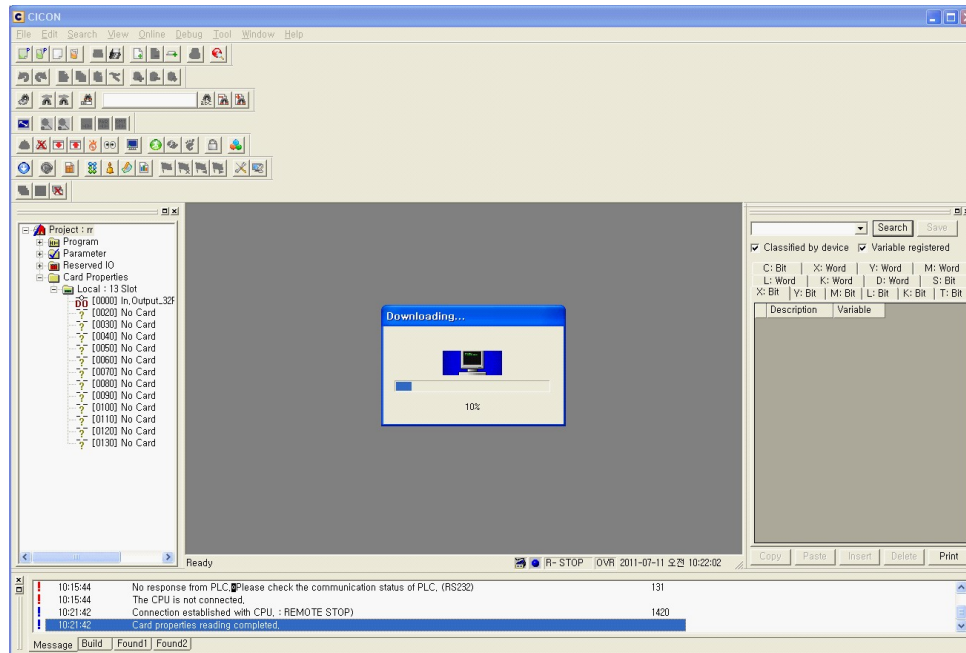 CICON
File Edit Search View Online Debug Tool Window Help
Project : rr
Program
Parameter
Reserved IO
Card Properties
Local : 13 Slot
[0000] In,Output_32F
[0020] No Card
[0030] No Card
[0040] No Card
[0050] No Card
[0060] No Card
[0070] No Card
[0080] No Card
[0090] No Card
[0100] No Card
[0110] No Card
[0120] No Card
[0130] No Card
Downloading...
10%
Search Save
Classified by device Variable registered
C: Bit X: Word Y: Word M: Word
L: Word K: Word D: Word S: Bit
X: Bit Y: Bit M: Bit L: Bit K: Bit T: Bit
Description Variable
Copy Paste Insert Delete Print
Ready R- STOP OVR 2011-07-11 오전 10:22:02
10:15:44 No response from PLC, Please check the communication status of PLC, (RS232) 131
10:15:44 The CPU is not connected,
10:21:42 Connection established with CPU, : REMOTE STOP) 1420
10:21:42 Card properties reading completed,
Message Build Found1 Found2